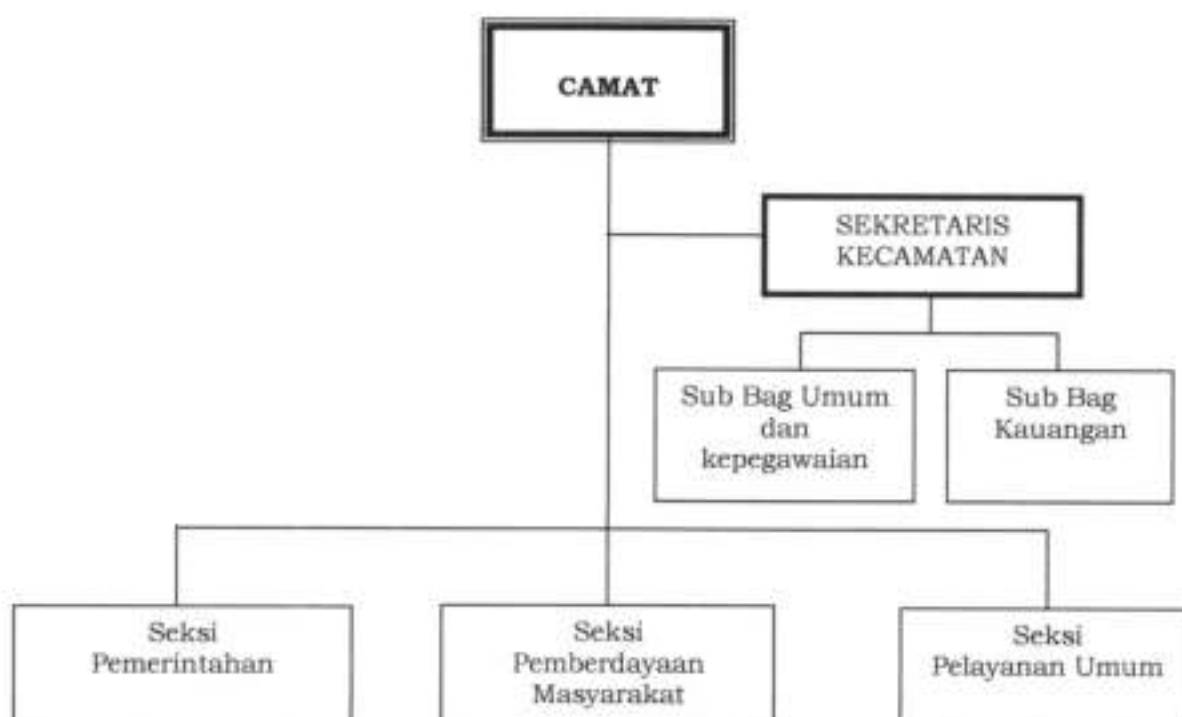 CAMAT
SEKRETARIS
KECAMATAN
Sub Bag Umum
dan
kepegawaian
Sub Bag
Kauangan
Seksi
Pemerintahan
Seksi
Pemberdayaan
Masyarakat
Seksi
Pelayanan Umum